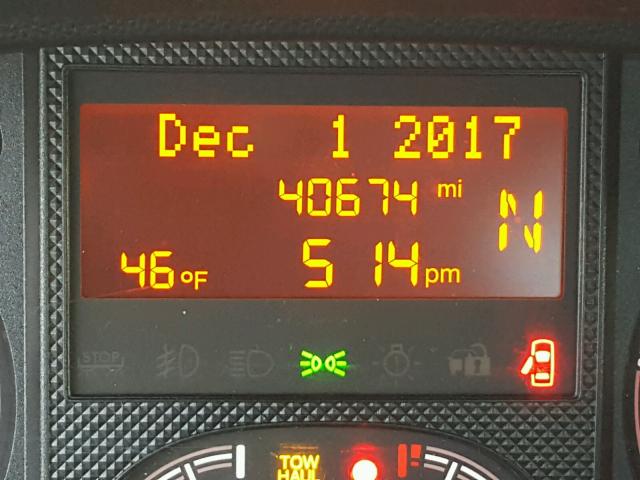 Dec 1 2017
40674 mi
N
46°F 5 14 pm
STOP
TOW
HAUL